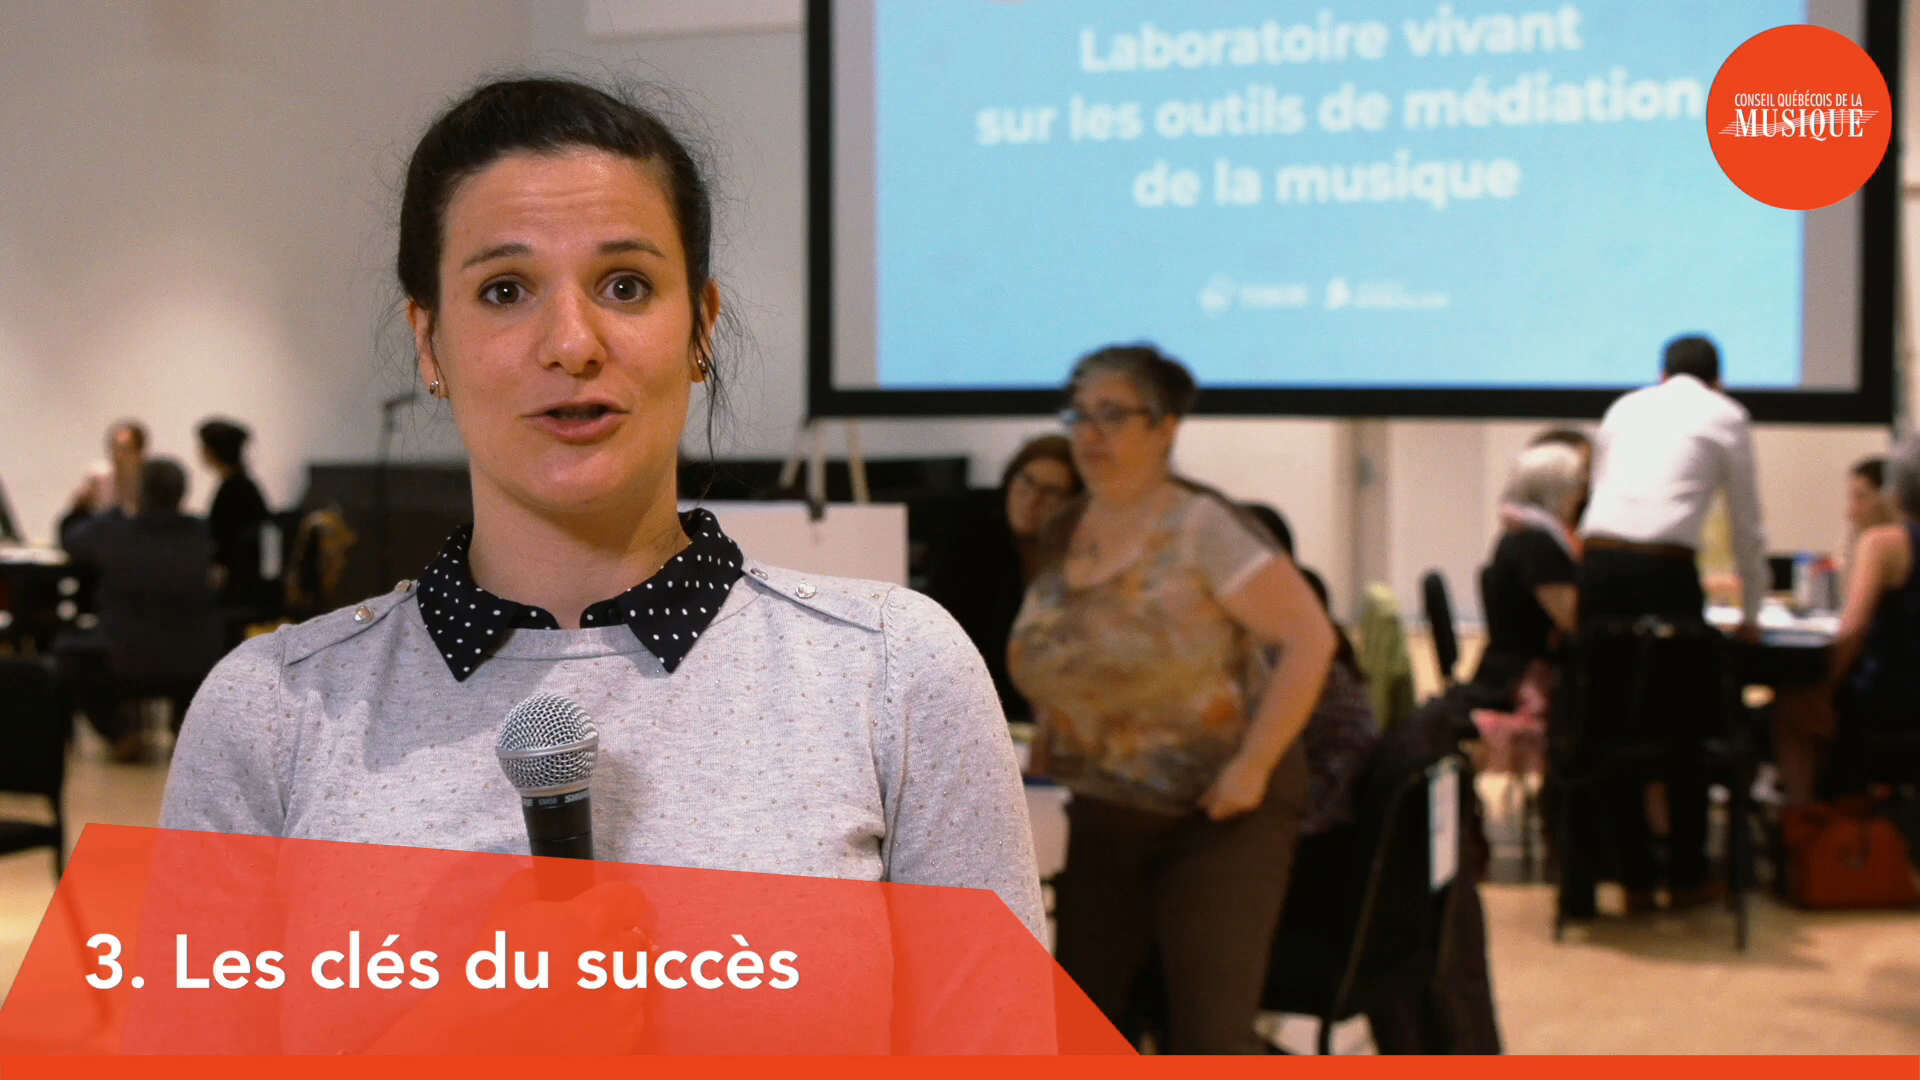 Laboratoire vivant
sur les outils de médiation
de la musique
CONSEIL QUÉBÉCOIS DE LA
MUSIQUE
3. Les clés du succès